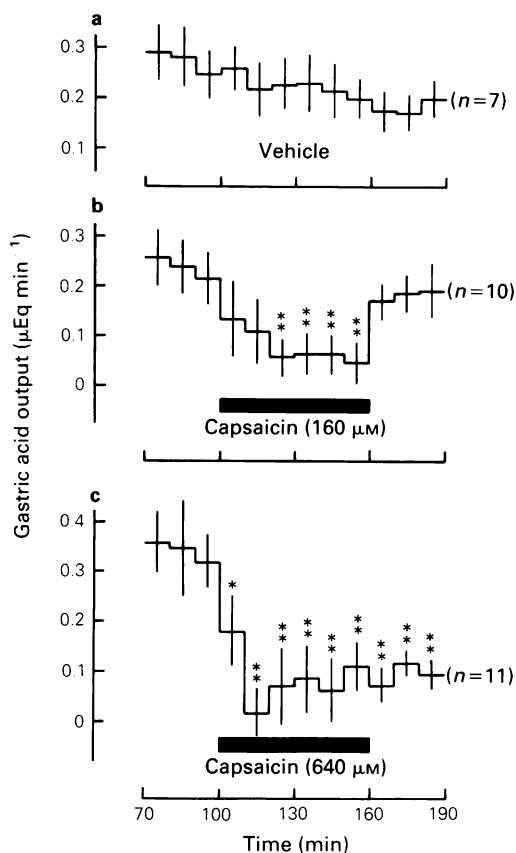 a
0.3
0.2
0.1
(n=7)
Vehicle
b
0.3
0.2
0.1
0
(n=10)
** ** ** **
Capsaicin (160 µM)
Gastric acid output (µEq min⁻¹)
c
0.4
0.3
0.2
0.1
0
* ** ** ** ** ** ** ** **
(n=11)
Capsaicin (640 µM)
70 100 130 160 190
Time (min)